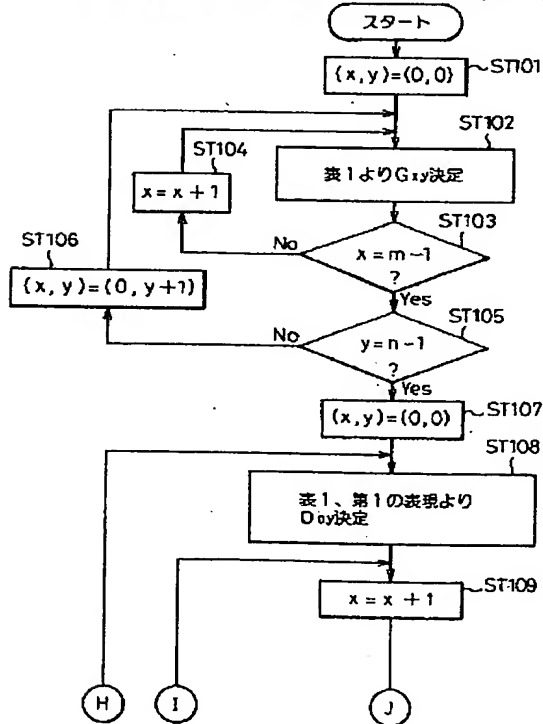 スタート
{x,y}=(0,0)
ST101
ST102
表1よりGxy決定
ST104
x=x+1
ST103
x=m-1
?
No
Yes
ST106
{x,y}=(0,y+1)
ST105
y=n-1
?
No
Yes
ST107
(x,y)=(0,0)
ST108
表1、第1の表現より
Doy決定
ST109
x=x+1
H
I
J